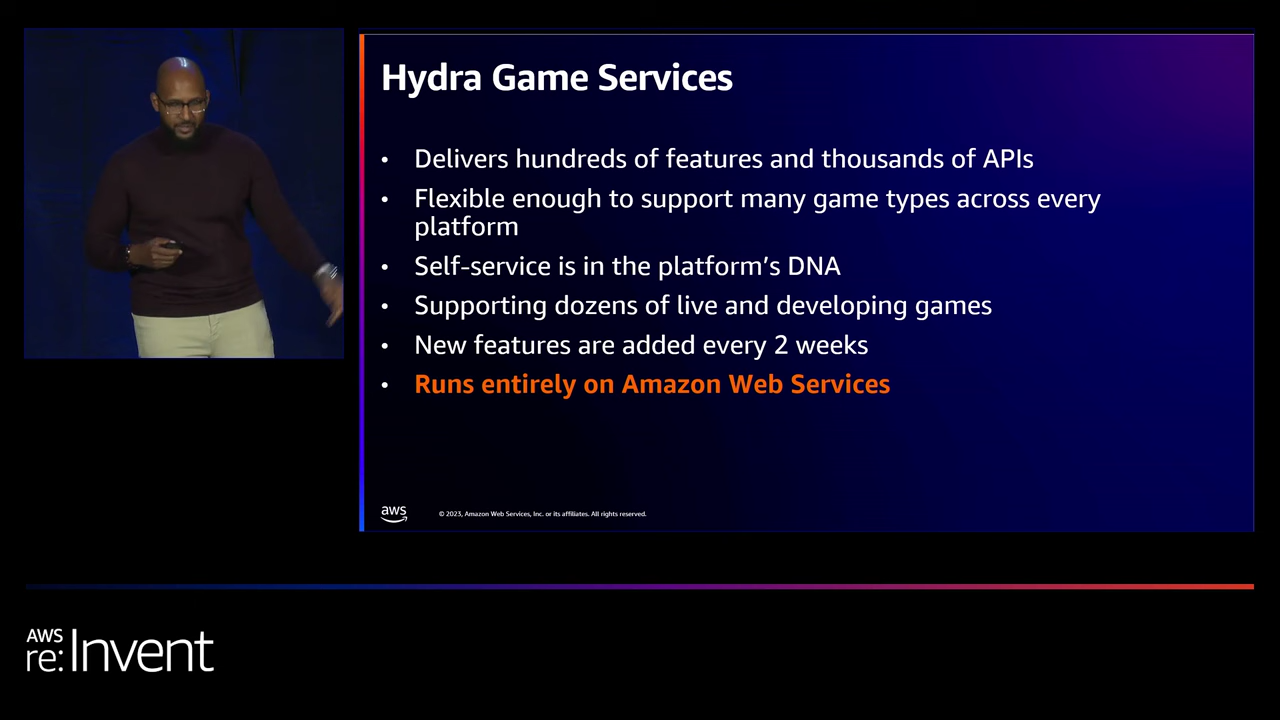 Hydra Game Services
• Delivers hundreds of features and thousands of APIs
• Flexible enough to support many game types across every
platform
• Self-service is in the platform’s DNA
• Supporting dozens of live and developing games
• New features are added every 2 weeks
• Runs entirely on Amazon Web Services
aws
© 2023, Amazon Web Services, Inc. or its affiliates. All rights reserved.
AWS
re:Invent